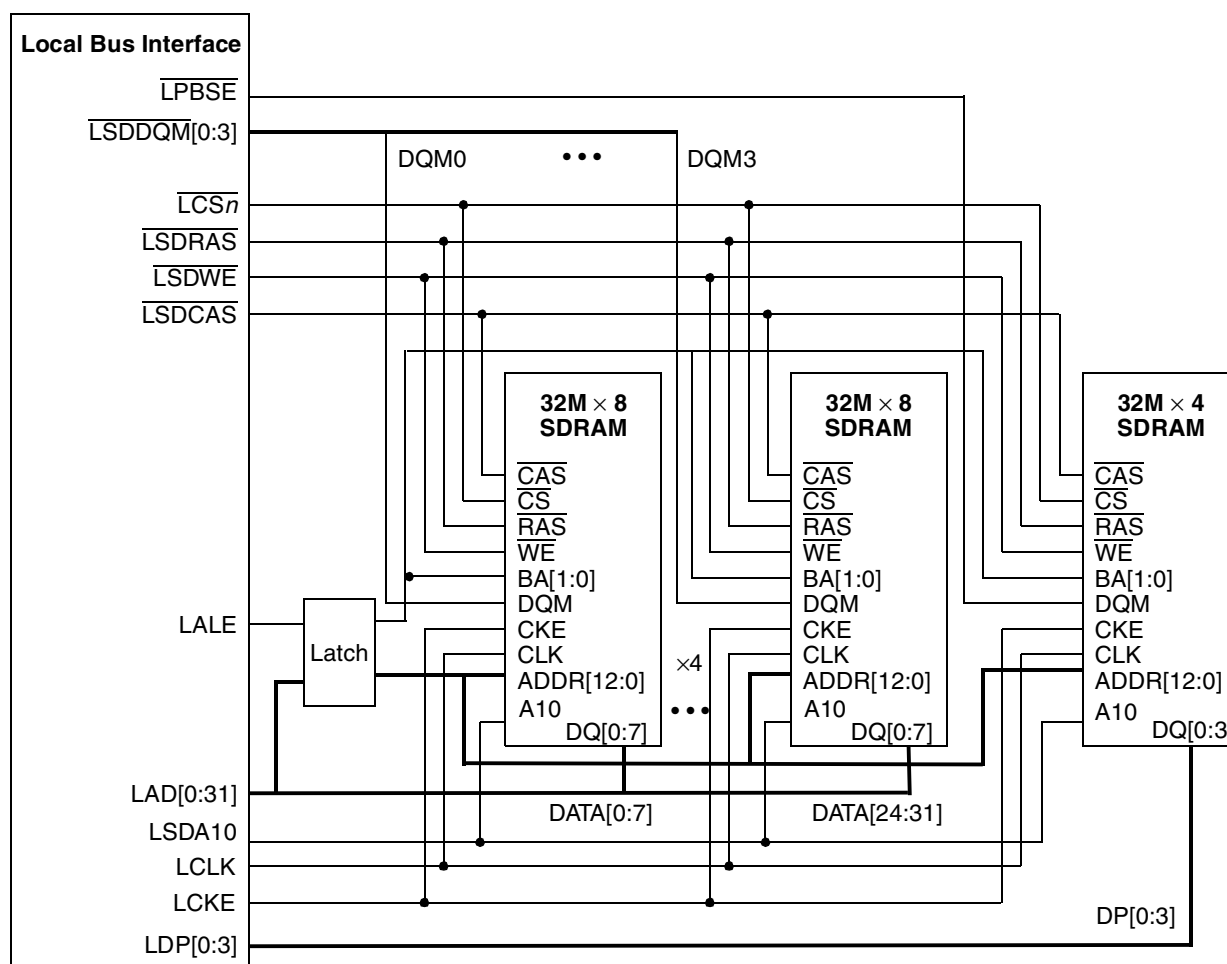 Local Bus Interface
LPBSE
LSDDQM[0:3]
DQM0
• • •
DQM3
LCSn
LSDRAS
LSDWE
LSDCAS
32M × 8
SDRAM
CAS
CS
RAS
WE
BA[1:0]
DQM
CKE
CLK
ADDR[12:0]
A10
DQ[0:7]
×4
• • •
32M × 8
SDRAM
CAS
CS
RAS
WE
BA[1:0]
DQM
CKE
CLK
ADDR[12:0]
A10
DQ[0:7]
32M × 4
SDRAM
CAS
CS
RAS
WE
BA[1:0]
DQM
CKE
CLK
ADDR[12:0]
A10
DQ[0:3
LALE
Latch
LAD[0:31]
DATA[0:7]
DATA[24:31]
LSDA10
LCLK
LCKE
DP[0:3]
LDP[0:3]